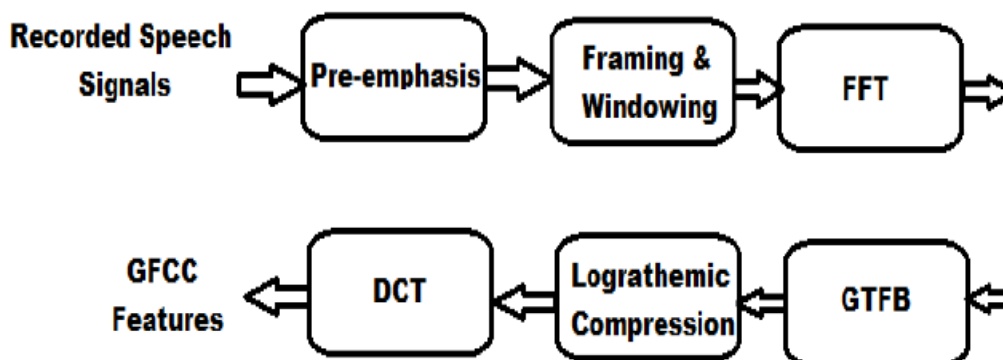 Recorded Speech
Signals
Pre-emphasis
Framing &
Windowing
FFT
GFCC
Features
DCT
Lograthemic
Compression
GTFB